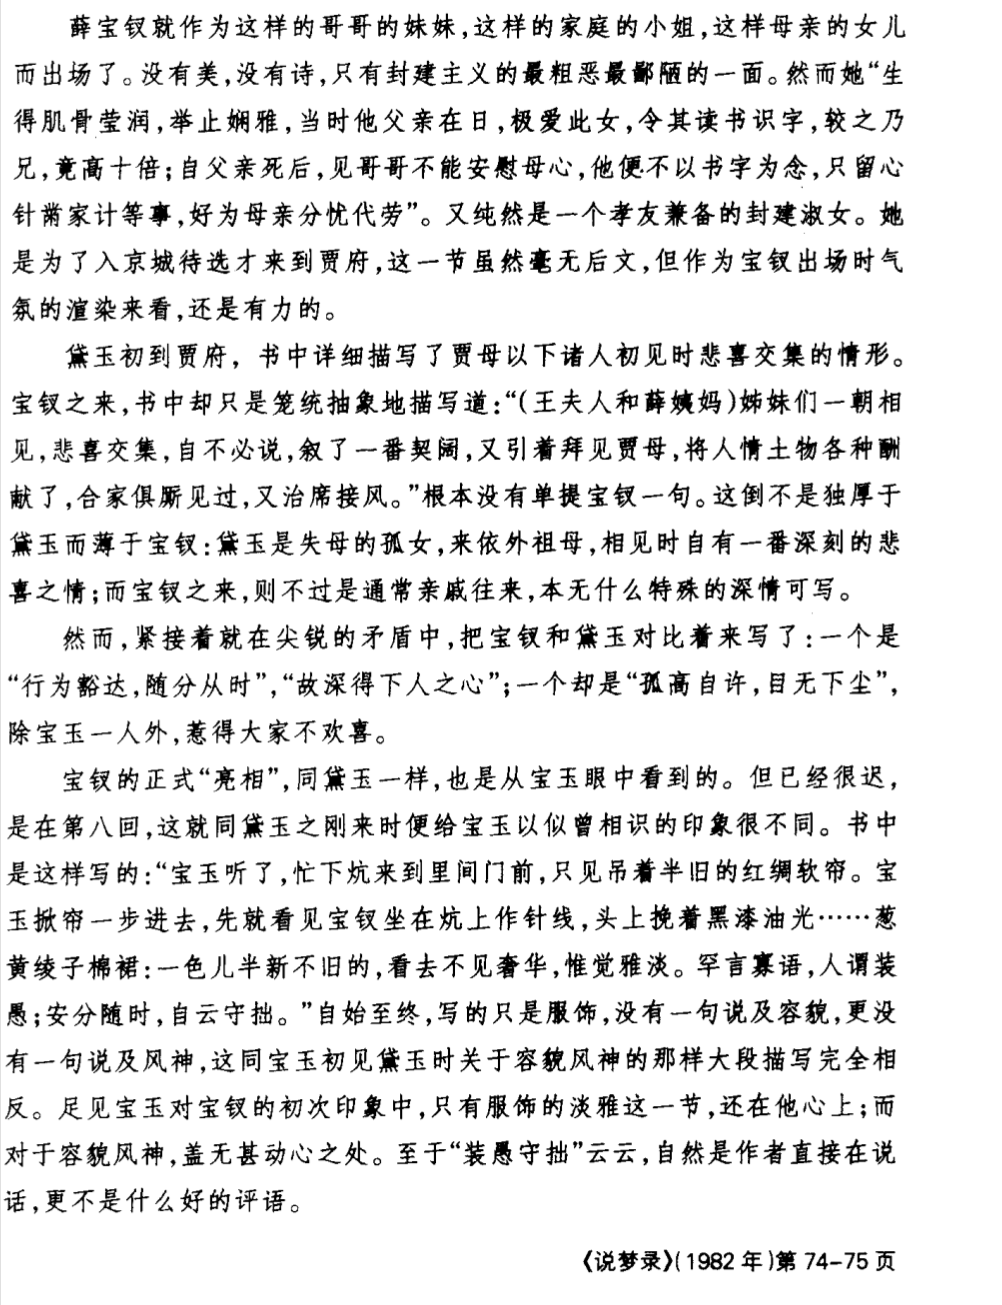 薛宝钗就作为这样的哥哥的妹妹,这样的家庭的小姐,这样母亲的女儿
而出场了。没有美,没有诗,只有封建主义的最粗恶最鄙陋的一面。然而她“生
得肌骨莹润,举止娴雅,当时他父亲在日,极爱此女,令其读书识字,较之乃
兄,竟高十倍;自父亲死后,见哥哥不能安慰母心,他便不以书字为念,只留心
针黹家计等事,好为母亲分忧代劳”。又纯然是一个孝友兼备的封建淑女。她
是为了入京城待选才来到贾府,这一节虽然毫无后文,但作为宝钗出场时气
氛的渲染来看,还是有力的。
黛玉初到贾府,书中详细描写了贾母以下诸人初见时悲喜交集的情形。
宝钗之来,书中却只是笼统抽象地描写道:“(王夫人和薛姨妈)姊妹们一朝相
见,悲喜交集,自不必说,叙了一番契阔,又引着拜见贾母,将人情土物各种酬
献了,合家俱厮见过,又治席接风。”根本没有单提宝钗一句。这倒不是独厚于
黛玉而薄于宝钗:黛玉是失母的孤女,来依外祖母,相见时自有一番深刻的悲
喜之情;而宝钗之来,则不过是通常亲戚往来,本无什么特殊的深情可写。
然而,紧接着就在尖锐的矛盾中,把宝钗和黛玉对比着来写了:一个是
“行为豁达,随分从时”,“故深得下人之心”;一个却是“孤高自许,目无下尘”,
除宝玉一人外,惹得大家不欢喜。
宝钗的正式“亮相”,同黛玉一样,也是从宝玉眼中看到的。但已经很迟,
是在第八回,这就同黛玉之刚来时便给宝玉以似曾相识的印象很不同。书中
是这样写的:“宝玉听了,忙下炕来到里间门前,只见吊着半旧的红绸软帘。宝
玉掀帘一步进去,先就看见宝钗坐在炕上作针线,头上挽着黑漆油光……葱
黄绫子棉裙:一色儿半新不旧的,看去不见奢华,惟觉雅淡。罕言寡语,人谓装
愚;安分随时,自云守拙。”自始至终,写的只是服饰,没有一句说及容貌,更没
有一句说及风神,这同宝玉初见黛玉时关于容貌风神的那样大段描写完全相
反。足见宝玉对宝钗的初次印象中,只有服饰的淡雅这一节,还在他心上;而
对于容貌风神,盖无甚动心之处。至于“装愚守拙”云云,自然是作者直接在说
话,更不是什么好的评语。
《说梦录》(1982年)第74-75页